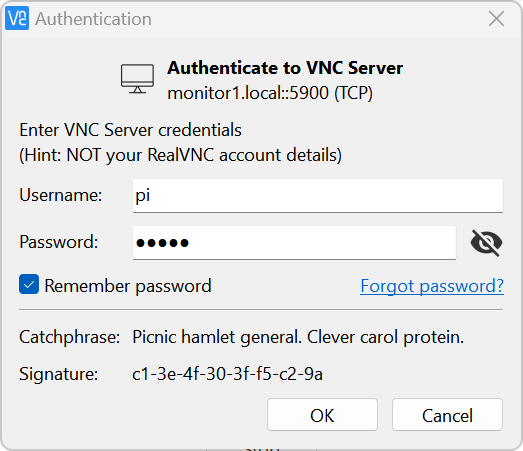 Authentication
Authenticate to VNC Server
monitor1.local::5900 (TCP)
Enter VNC Server credentials
(Hint: NOT your RealVNC account details)
Username: pi
Password: ●●●●●
Remember password Forgot password?
Catchphrase: Picnic hamlet general. Clever carol protein.
Signature: c1-3e-4f-30-3f-f5-c2-9a
OK Cancel